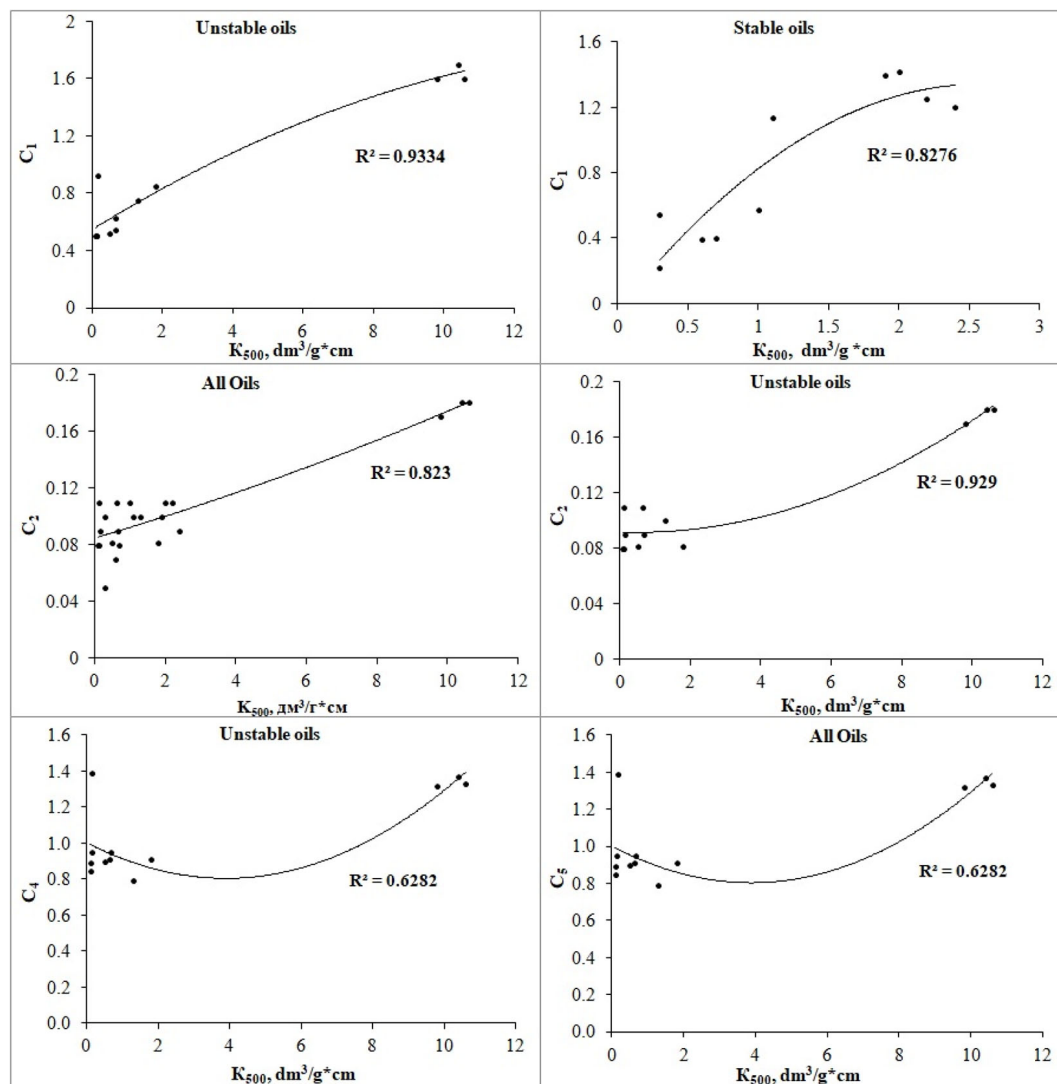 Unstable oils
2
1.6
1.2
0.8
0.4
0
C₁
R² = 0.9334
0 2 4 6 8 10 12
K₅₀₀, dm³/g*cm
Stable oils
1.6
1.2
0.8
0.4
0
C₁
R² = 0.8276
0.5 1 1.5 2 2.5 3
K₅₀₀, dm³/g *cm
All Oils
0.2
0.16
0.12
0.08
0.04
0
C₂
R² = 0.823
0 2 4 6 8 10 12
K₅₀₀, дм³/г*см
Unstable oils
0.2
0.16
0.12
0.08
0.04
0
C₂
R² = 0.929
0 2 4 6 8 10 12
K₅₀₀, dm³/g*cm
Unstable oils
1.6
1.4
1.2
1.0
0.8
0.6
0.4
0.2
0.0
C₄
R² = 0.6282
0 2 4 6 8 10 12
K₅₀₀, dm³/g*cm
All Oils
1.6
1.4
1.2
1.0
0.8
0.6
0.4
0.2
0.0
C₅
R² = 0.6282
0 2 4 6 8 10 12
K₅₀₀, dm³/g*cm